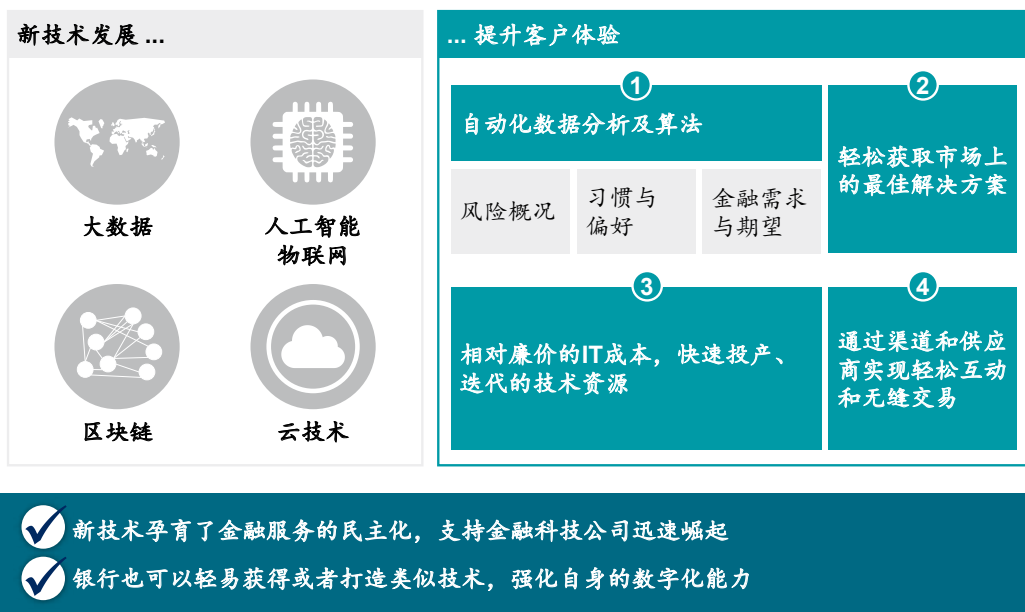 新技术发展 ...
大数据
人工智能
物联网
区块链
云技术
... 提升客户体验
1
自动化数据分析及算法
风险概况
习惯与
偏好
金融需求
与期望
2
轻松获取市场上
的最佳解决方案
3
相对廉价的IT成本，快速投产、
迭代的技术资源
4
通过渠道和供应
商实现轻松互动
和无缝交易
新技术孕育了金融服务的民主化，支持金融科技公司迅速崛起
银行也可以轻易获得或者打造类似技术，强化自身的数字化能力